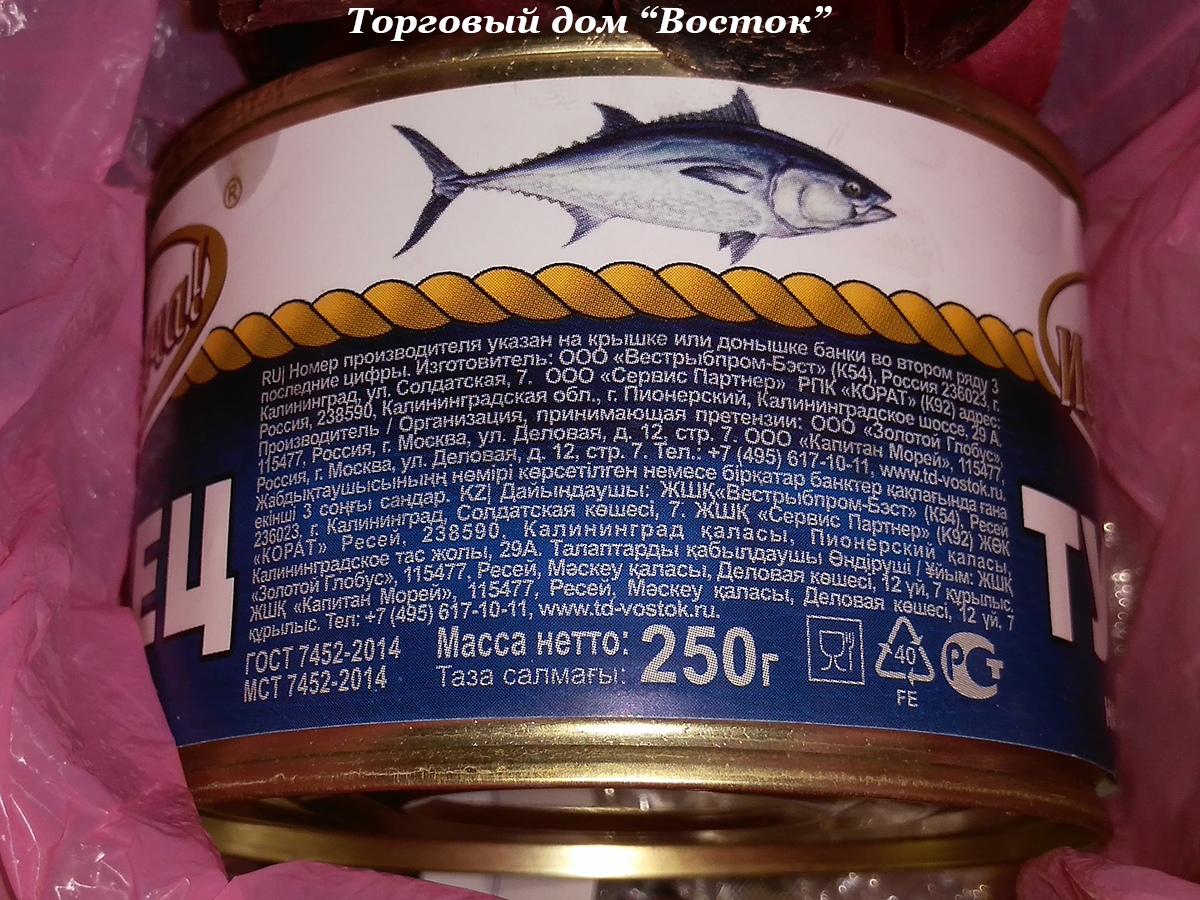 Торговый дом “Восток”
®
RU| Номер производителя указан на крышке или донышке банки во втором ряду 3
последние цифры. Изготовитель: ООО «Вестрыбпром-Бэст» (К54), Россия 236023, г.
Калининград, ул. Солдатская, 7. ООО «Сервис Партнер» РПК «КОРАТ» (К92) адрес:
Россия, 238590, Калининградская обл., г. Пионерский, Калининградское шоссе, 29 А.
Производитель / Организация, принимающая претензии: ООО «Золотой Глобус»,
115477, Россия, г. Москва, ул. Деловая, д. 12, стр. 7. ООО «Капитан Морей», 115477,
Россия, г. Москва, ул. Деловая, д. 12, стр. 7. Тел.: +7 (495) 617-10-11, www.td-vostok.ru.
Жабдықтаушысының нөмірі көрсетілген немесе бірқатар банктер қақпағында ғана
екінші 3 соңғы сандар. KZ| Дайындаушы: ЖШҚ«Вестрыбпром-Бэст» (К54), Ресей
236023, г. Калининград, Солдатская көшесі, 7. ЖШҚ «Сервис Партнер» (К92) ЖӨК
«КОРАТ» Ресей, 238590, Калининград қаласы, Пионерский қаласы,
Калининградское тас жолы, 29А. Талаптарды қабылдаушы Өндіруші / Ұйым: ЖШҚ
«Золотой Глобус», 115477, Ресей, Мәскеу қаласы, Деловая көшесі, 12 үй, 7 құрылыс.
ЖШҚ «Капитан Морей», 115477, Ресей, Мәскеу қаласы, Деловая көшесі, 12 үй, 7
құрылыс. Тел: +7 (495) 617-10-11, www.td-vostok.ru.
ЕЦ
ТУ
ГОСТ 7452-2014
МСТ 7452-2014
Масса нетто: 250г
Таза салмағы:
40
FE
РСТ